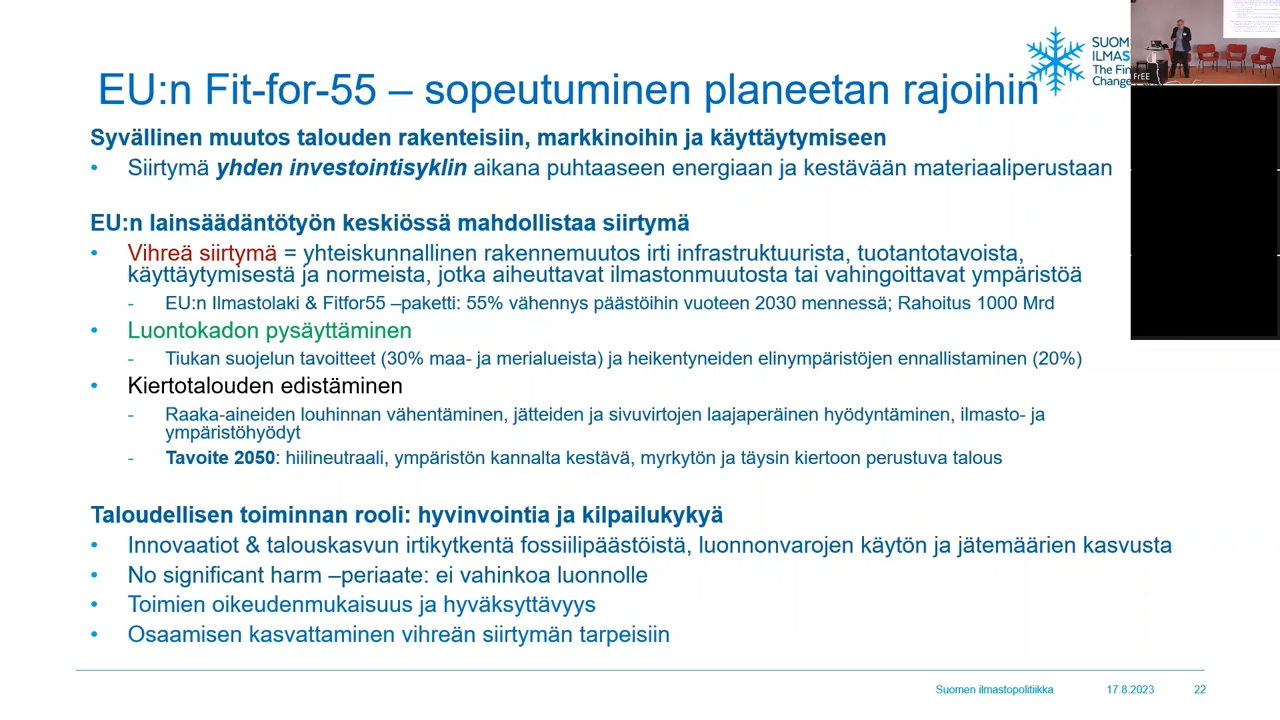 SUOM
ILMAS
The Fin
Change
FrEE
EU:n Fit-for-55 – sopeutuminen planeetan rajoihin
Syvällinen muutos talouden rakenteisiin, markkinoihin ja käyttäytymiseen
• Siirtymä yhden investointisyklin aikana puhtaaseen energiaan ja kestävään materiaaliperustaan
EU:n lainsäädäntötyön keskiössä mahdollistaa siirtymä
• Vihreä siirtymä = yhteiskunnallinen rakennemuutos irti infrastruktuurista, tuotantotavoista,
käyttäytymisestä ja normeista, jotka aiheuttavat ilmastonmuutosta tai vahingoittavat ympäristöä
- EU:n Ilmastolaki & Fitfor55 –paketti: 55% vähennys päästöihin vuoteen 2030 mennessä; Rahoitus 1000 Mrd
• Luontokadon pysäyttäminen
- Tiukan suojelun tavoitteet (30% maa- ja merialueista) ja heikentyneiden elinympäristöjen ennallistaminen (20%)
• Kiertotalouden edistäminen
- Raaka-aineiden louhinnan vähentäminen, jätteiden ja sivuvirtojen laajaperäinen hyödyntäminen, ilmasto- ja
ympäristöhyödyt
- Tavoite 2050: hiilineutraali, ympäristön kannalta kestävä, myrkytön ja täysin kiertoon perustuva talous
Taloudellisen toiminnan rooli: hyvinvointia ja kilpailukykyä
• Innovaatiot & talouskasvun irtikytkentä fossiilipäästöistä, luonnonvarojen käytön ja jätemäärien kasvusta
• No significant harm –periaate: ei vahinkoa luonnolle
• Toimien oikeudenmukaisuus ja hyväksyttävyys
• Osaamisen kasvattaminen vihreän siirtymän tarpeisiin
Suomen ilmastopolitiikka 17.8.2023 22